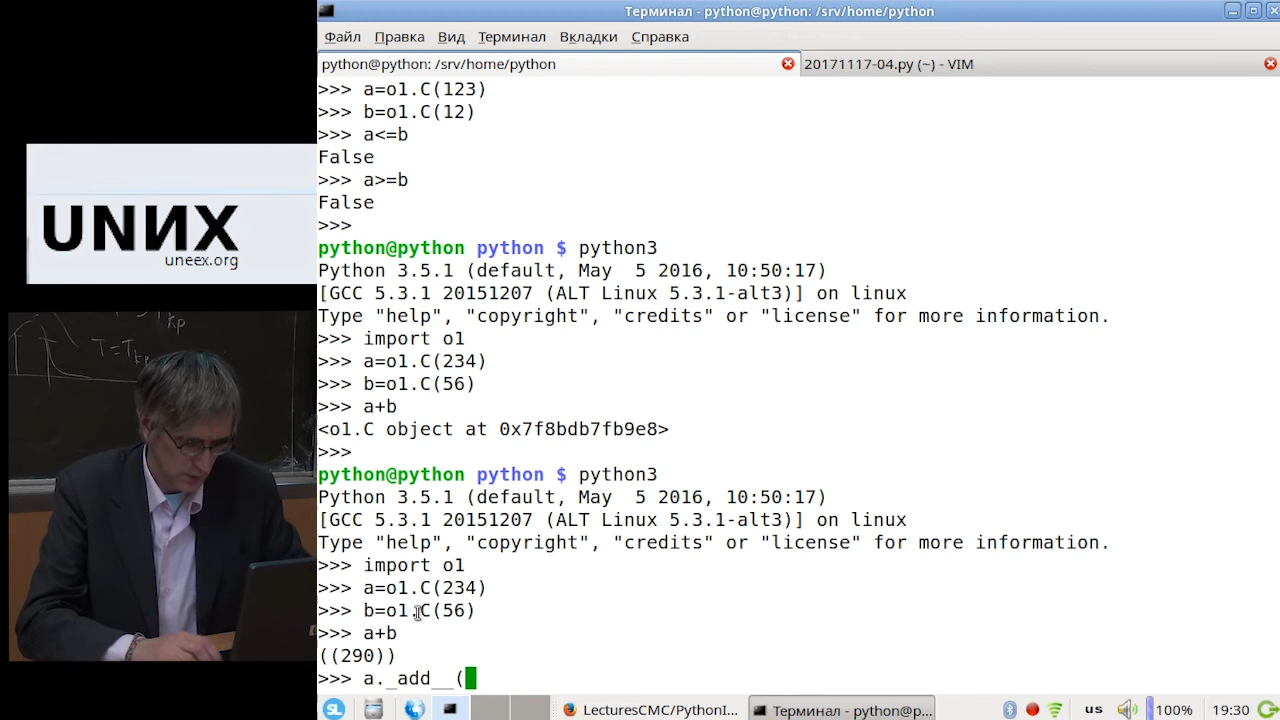 Терминал - python@python: /srv/home/python
Файл Правка Вид Терминал Вкладки Справка
python@python: /srv/home/python
20171117-04.py (~) - VIM
>>> a=o1.C(123)
>>> b=o1.C(12)
>>> a<=b
False
>>> a>=b
False
>>>
python@python python $ python3
Python 3.5.1 (default, May  5 2016, 10:50:17)
[GCC 5.3.1 20151207 (ALT Linux 5.3.1-alt3)] on linux
Type "help", "copyright", "credits" or "license" for more information.
>>> import o1
>>> a=o1.C(234)
>>> b=o1.C(56)
>>> a+b
<o1.C object at 0x7f8bdb7fb9e8>
>>>
python@python python $ python3
Python 3.5.1 (default, May  5 2016, 10:50:17)
[GCC 5.3.1 20151207 (ALT Linux 5.3.1-alt3)] on linux
Type "help", "copyright", "credits" or "license" for more information.
>>> import o1
>>> a=o1.C(234)
>>> b=o1.C(56)
>>> a+b
((290))
>>> a._add__(
LecturesCMC/PythonI...
Терминал - python@p...
us
100%
19:30
UNИX
uneex.org
T=Tкр